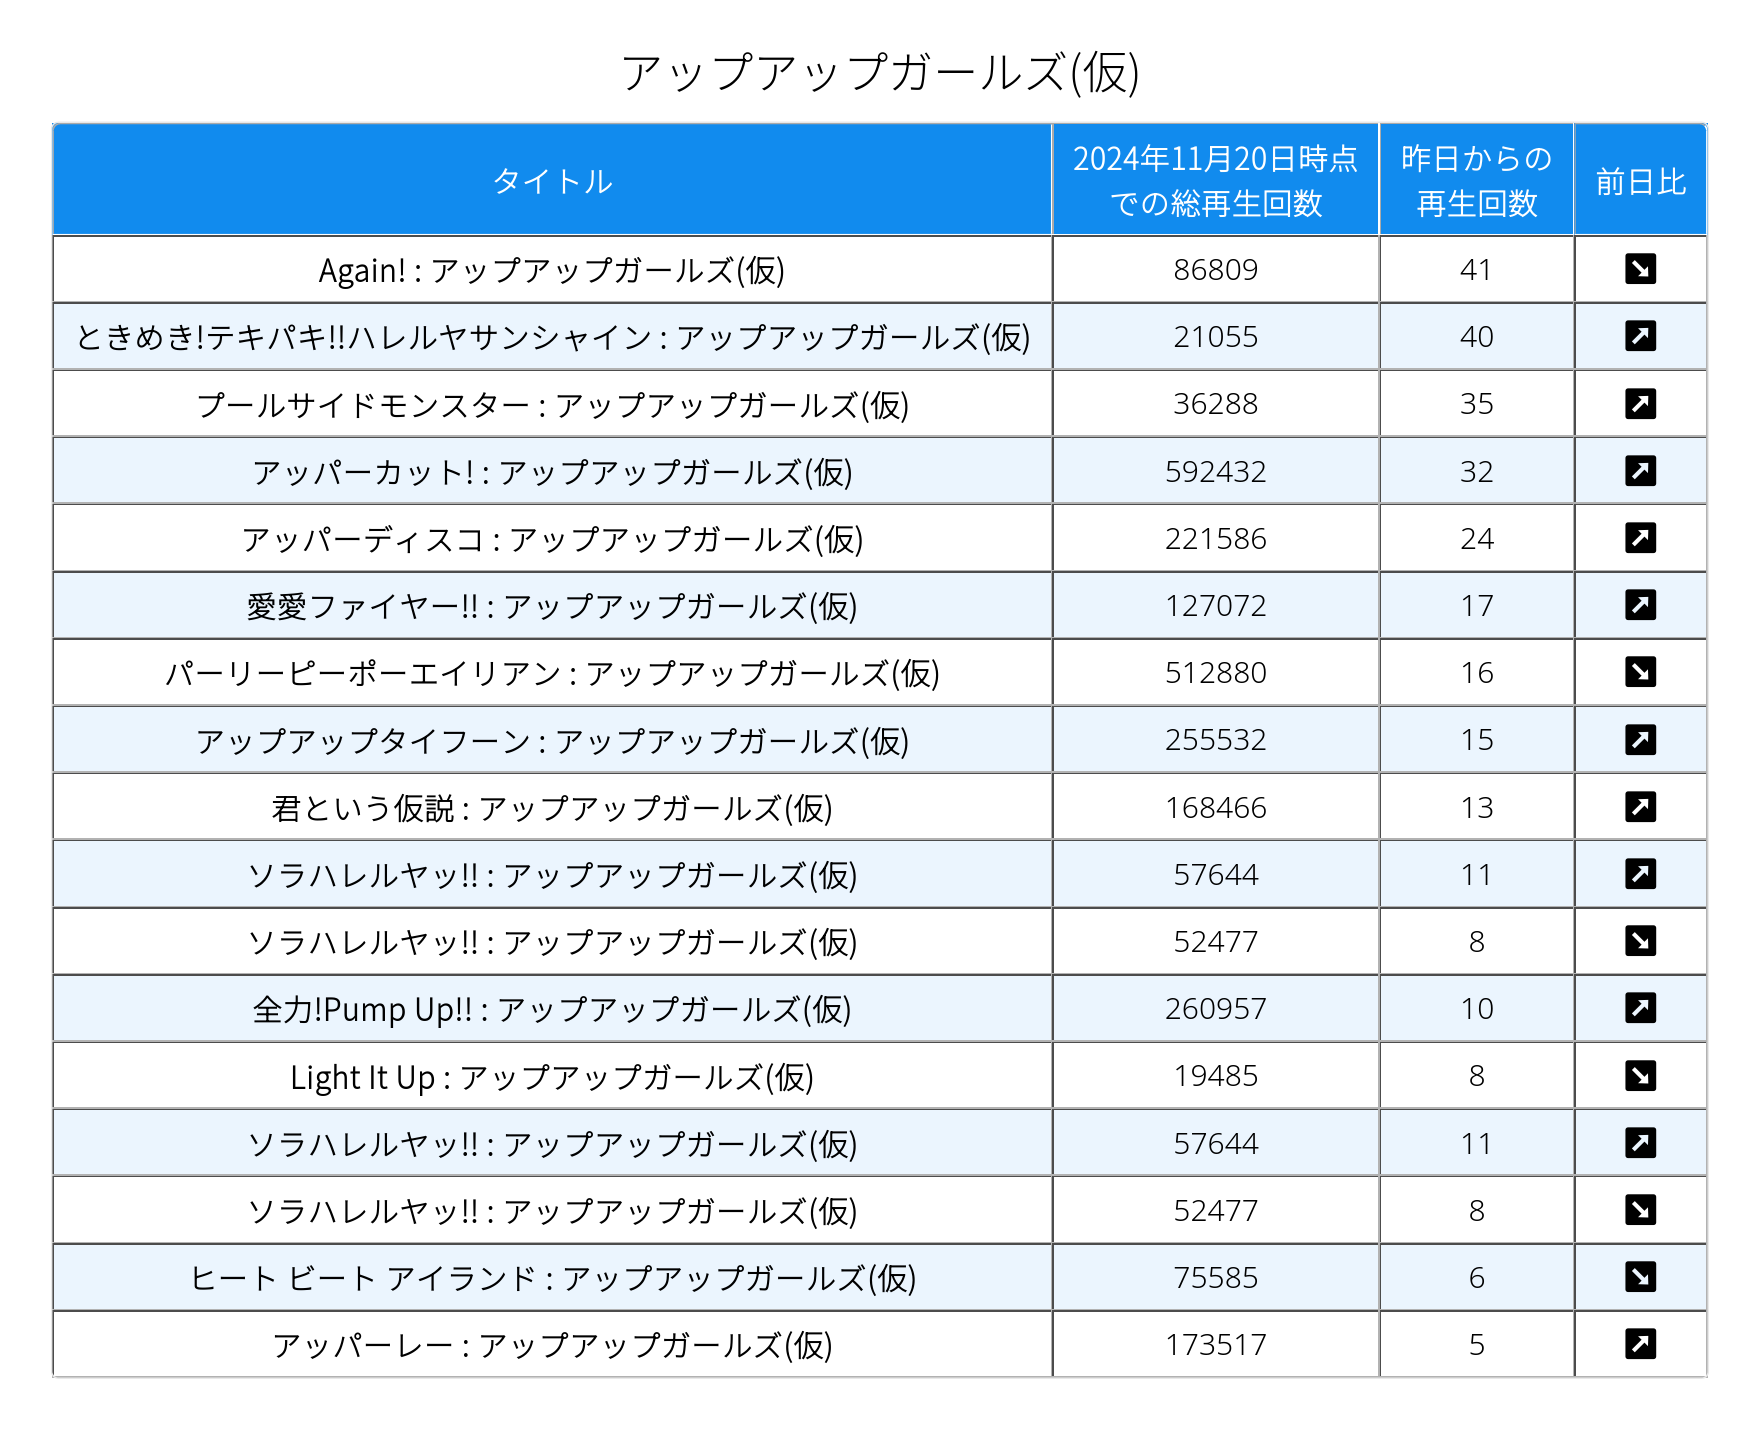 アップアップガールズ(仮)
タイトル 2024年11月20日時点での総再生回数 昨日からの再生回数 前日比
Again! : アップアップガールズ(仮) 86809 41 ↘
ときめき!テキパキ!!ハレルヤサンシャイン : アップアップガールズ(仮) 21055 40 ↗
プールサイドモンスター : アップアップガールズ(仮) 36288 35 ↗
アッパーカット! : アップアップガールズ(仮) 592432 32 ↗
アッパーディスコ : アップアップガールズ(仮) 221586 24 ↗
愛愛ファイヤー!! : アップアップガールズ(仮) 127072 17 ↗
パーリーピーポーエイリアン : アップアップガールズ(仮) 512880 16 ↘
アップアップタイフーン : アップアップガールズ(仮) 255532 15 ↗
君という仮説 : アップアップガールズ(仮) 168466 13 ↗
ソラハレルヤッ!! : アップアップガールズ(仮) 57644 11 ↗
ソラハレルヤッ!! : アップアップガールズ(仮) 52477 8 ↘
全力!Pump Up!! : アップアップガールズ(仮) 260957 10 ↗
Light It Up : アップアップガールズ(仮) 19485 8 ↘
ソラハレルヤッ!! : アップアップガールズ(仮) 57644 11 ↗
ソラハレルヤッ!! : アップアップガールズ(仮) 52477 8 ↘
ヒート ビート アイランド : アップアップガールズ(仮) 75585 6 ↘
アッパーレー : アップアップガールズ(仮) 173517 5 ↗